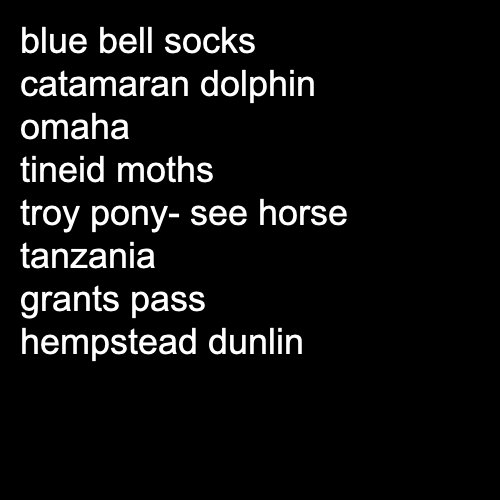 blue bell socks
catamaran dolphin
omaha
tineid moths
troy pony- see horse
tanzania
grants pass
hempstead dunlin